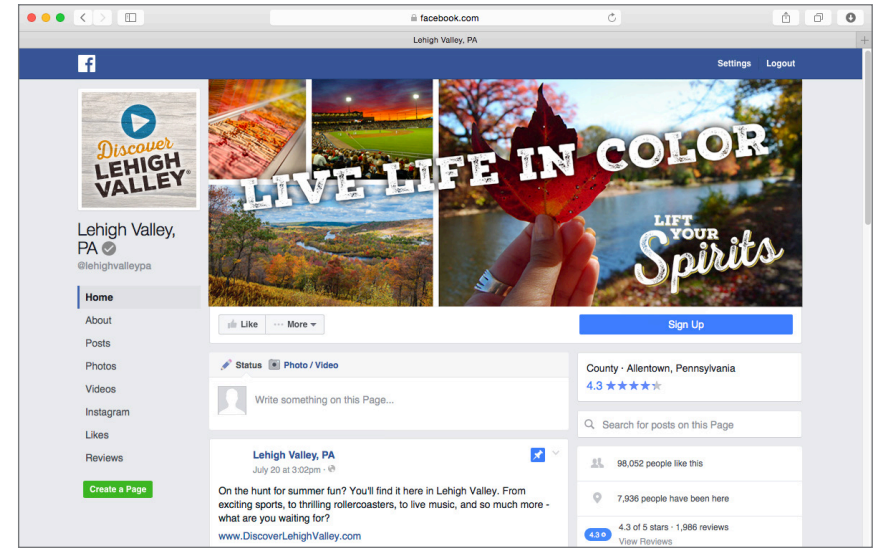 facebook.com
Lehigh Valley, PA
f
Settings Logout
Discover
LEHIGH
VALLEY®
LIVE LIFE IN COLOR
LIFT
YOUR
Spirits
Lehigh Valley,
PA
@lehighvalleypa
Home
About
Posts
Photos
Videos
Instagram
Likes
Reviews
Create a Page
Like ··· More
Sign Up
Status Photo / Video
Write something on this Page...
County · Allentown, Pennsylvania
4.3
Search for posts on this Page
Lehigh Valley, PA
July 20 at 3:02pm ·
On the hunt for summer fun? You'll find it here in Lehigh Valley. From
exciting sports, to thrilling rollercoasters, to live music, and so much more -
what are you waiting for?
www.DiscoverLehighValley.com
98,052 people like this
7,936 people have been here
4.3
4.3 of 5 stars · 1,986 reviews
View Reviews